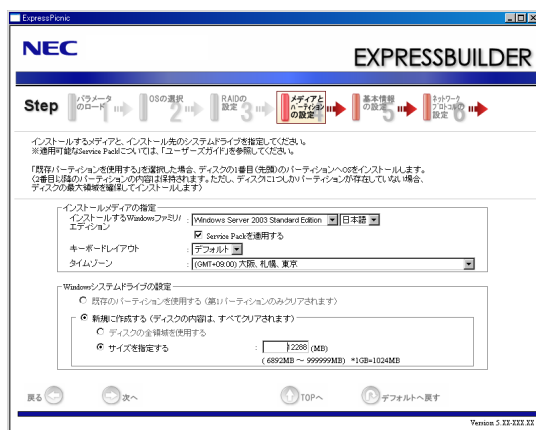 ExpressPicnic
NEC
EXPRESSBUILDER
Step
パラメータのロード 1
OSの選択 2
RAIDの設定 3
メディアとパーティションの設定 4
基本情報の設定 5
ネットワークプロトコルの設定 6
インストールするメディアと、インストール先のシステムドライブを指定してください。
※適用可能なService Packについては、「ユーザーズガイド」を参照してください。
「既存パーティションを使用する」を選択した場合、ディスクの1番目(先頭)のパーティションへOSをインストールします。
(2番目以降のパーティションの内容は保持されます。ただし、ディスクに1つしかパーティションが存在していない場合、
ディスクの最大領域を確保してインストールします)
インストールメディアの指定
インストールするWindowsファミリ/エディション : Windows Server 2003 Standard Edition 日本語
Service Packを適用する
キーボードレイアウト : デフォルト
タイムゾーン : (GMT+09:00) 大阪、札幌、東京
Windowsシステムドライブの設定
既存のパーティションを使用する (第1パーティションのみクリアされます)
新規に作成する (ディスクの内容は、すべてクリアされます)
ディスクの全領域を使用する
サイズを指定する : 12288 (MB)
( 6892MB ～ 999999MB) *1GB=1024MB
戻る 次へ TOPへ デフォルトへ戻す
Version 5.XX-XXX.XX